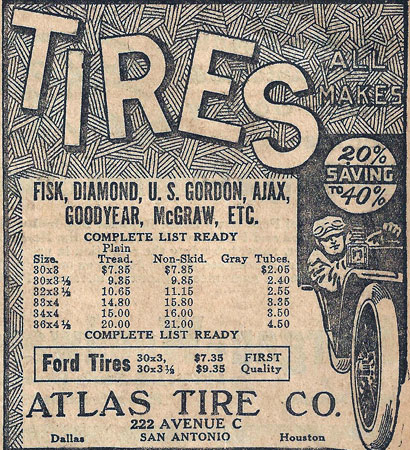 TIRES
ALL
MAKES
20%
SAVING
TO 40%
FISK, DIAMOND, U. S. GORDON, AJAX,
GOODYEAR, McGRAW, ETC.
COMPLETE LIST READY
Plain
Size. Tread. Non-Skid. Gray Tubes.
30x3 $7.35 $7.85 $2.05
30x3½ 9.35 9.85 2.40
32x3½ 10.65 11.15 2.55
33x4 14.80 15.80 3.35
34x4 15.00 16.00 3.50
36x4½ 20.00 21.00 4.50
COMPLETE LIST READY
Ford Tires 30x3, $7.35 FIRST
30x3½ $9.35 Quality
ATLAS TIRE CO.
222 AVENUE C
Dallas SAN ANTONIO Houston